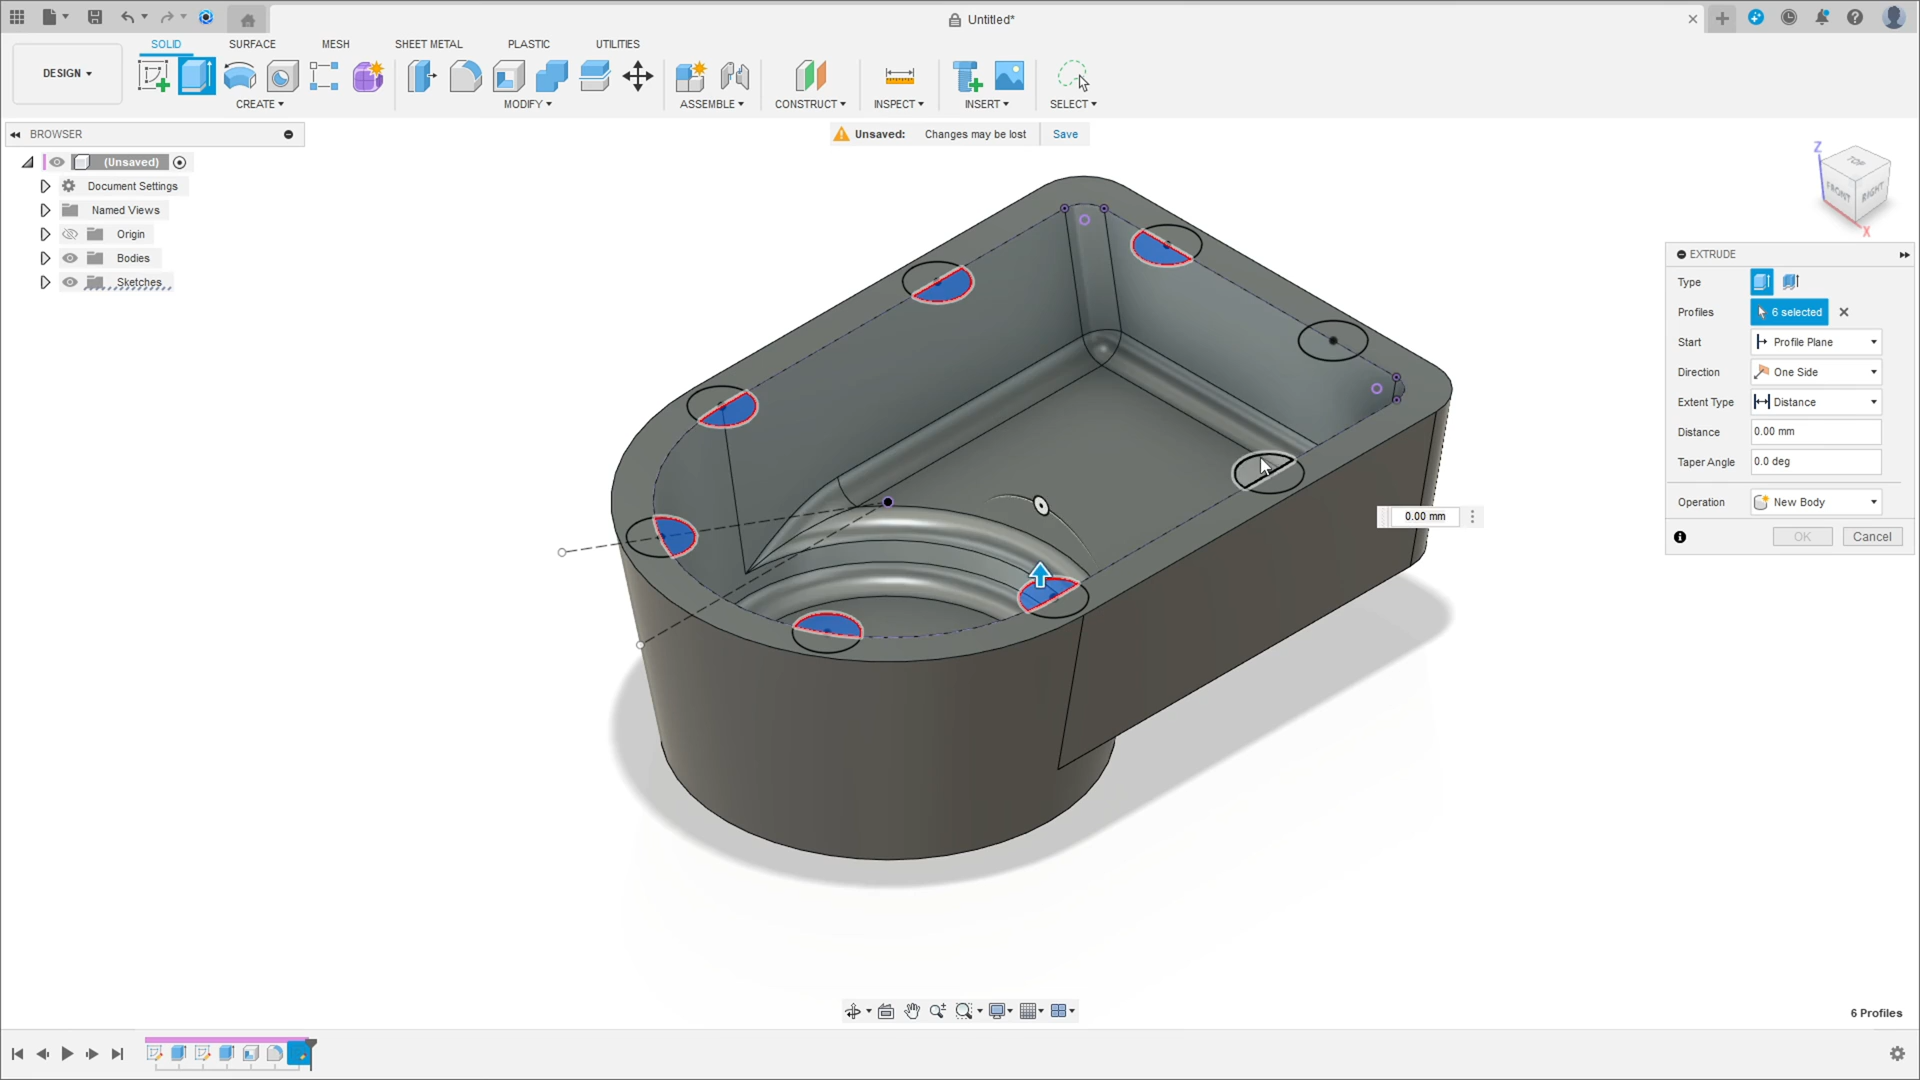 Untitled*
DESIGN
SOLID
SURFACE
MESH
SHEET METAL
PLASTIC
UTILITIES
CREATE
MODIFY
ASSEMBLE
CONSTRUCT
INSPECT
INSERT
SELECT
BROWSER
Unsaved: Changes may be lost Save
(Unsaved)
Document Settings
Named Views
Origin
Bodies
Sketches
Z
TOP
FRONT
RIGHT
X
EXTRUDE
Type
Profiles 6 selected
Start Profile Plane
Direction One Side
Extent Type Distance
Distance 0.00 mm
Taper Angle 0.0 deg
Operation New Body
OK Cancel
0.00 mm
6 Profiles